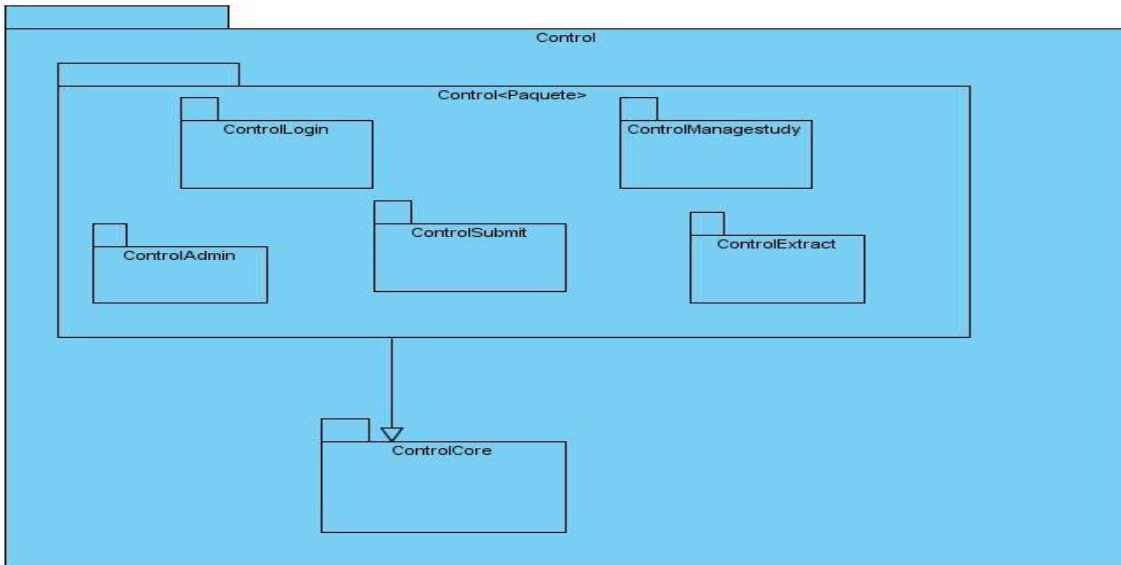 Control
Control<Paquete>
ControlLogin
ControlManagestudy
ControlSubmit
ControlAdmin
ControlExtract
ControlCore